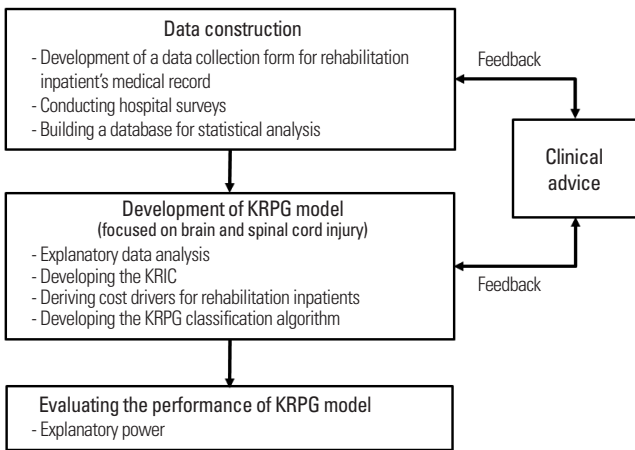 Data construction
- Development of a data collection form for rehabilitation
inpatient's medical record
- Conducting hospital surveys
- Building a database for statistical analysis
Feedback
Clinical
advice
Development of KRPG model
(focused on brain and spinal cord injury)
- Explanatory data analysis
- Developing the KRIC
- Deriving cost drivers for rehabilitation inpatients
- Developing the KRPG classification algorithm
Feedback
Evaluating the performance of KRPG model
- Explanatory power